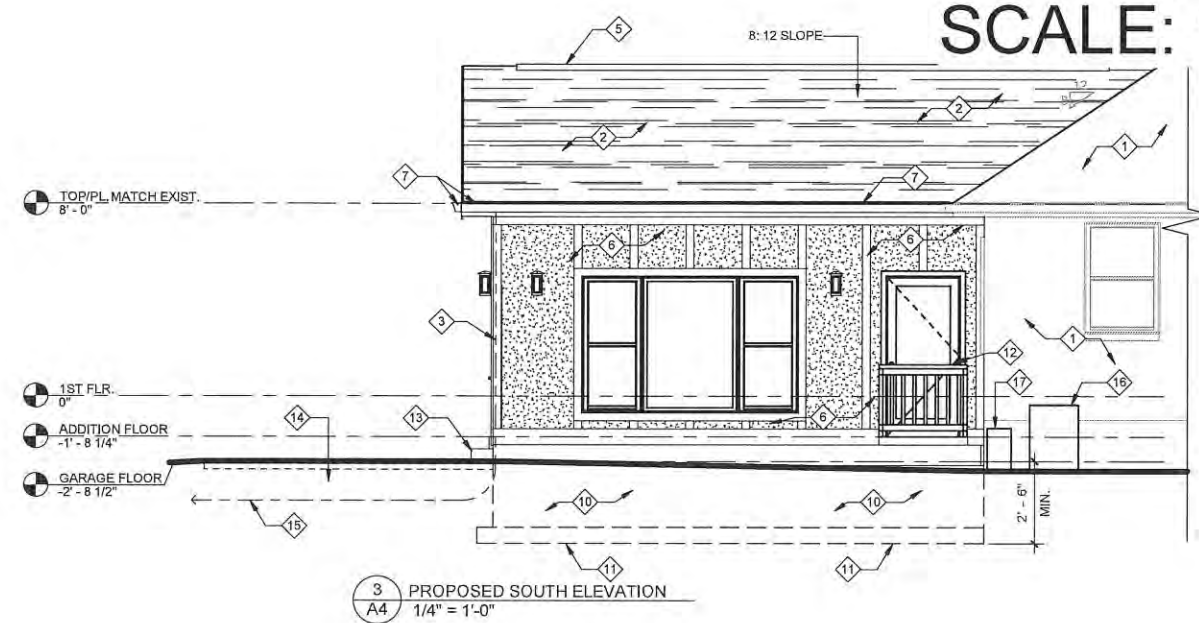 SCALE:
5
8: 12 SLOPE
12
8
2
2
1
7
7
TOP/PL. MATCH EXIST.
8' - 0"
6
6
3
1
12
17
16
1ST FLR.
0"
14
13
6
ADDITION FLOOR
-1' - 8 1/4"
GARAGE FLOOR
-2' - 8 1/2"
15
10
10
2' - 6"
MIN.
11
11
3
A4
PROPOSED SOUTH ELEVATION
1/4" = 1'-0"